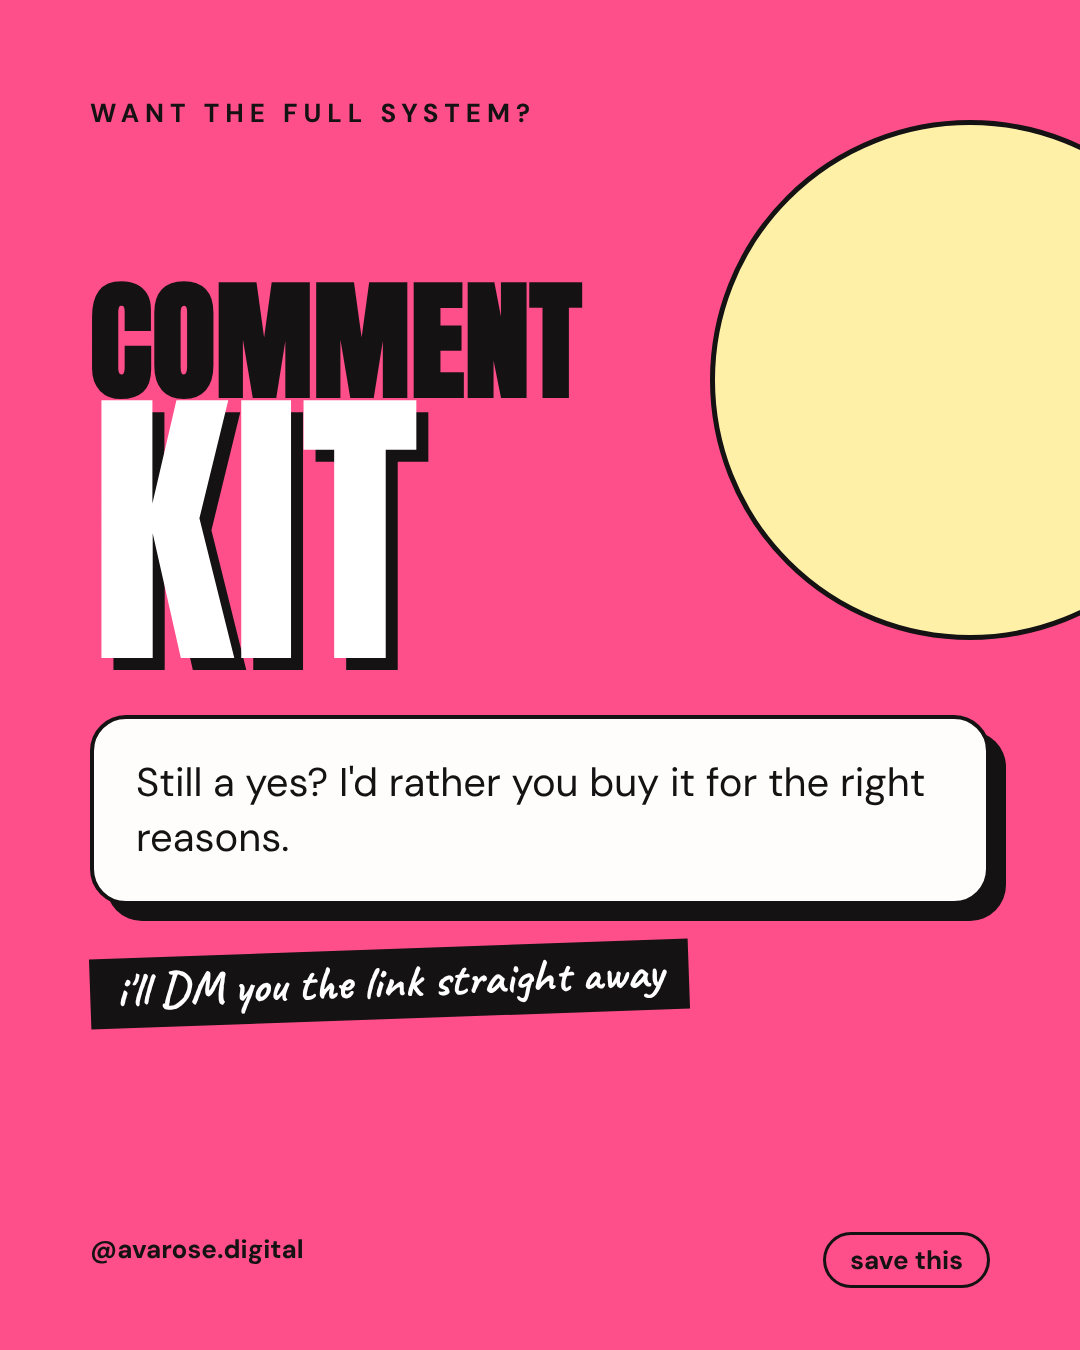 WANT THE FULL SYSTEM?
COMMENT
KIT
Still a yes? I'd rather you buy it for the right
reasons.
i'll DM you the link straight away
@avarose.digital
save this